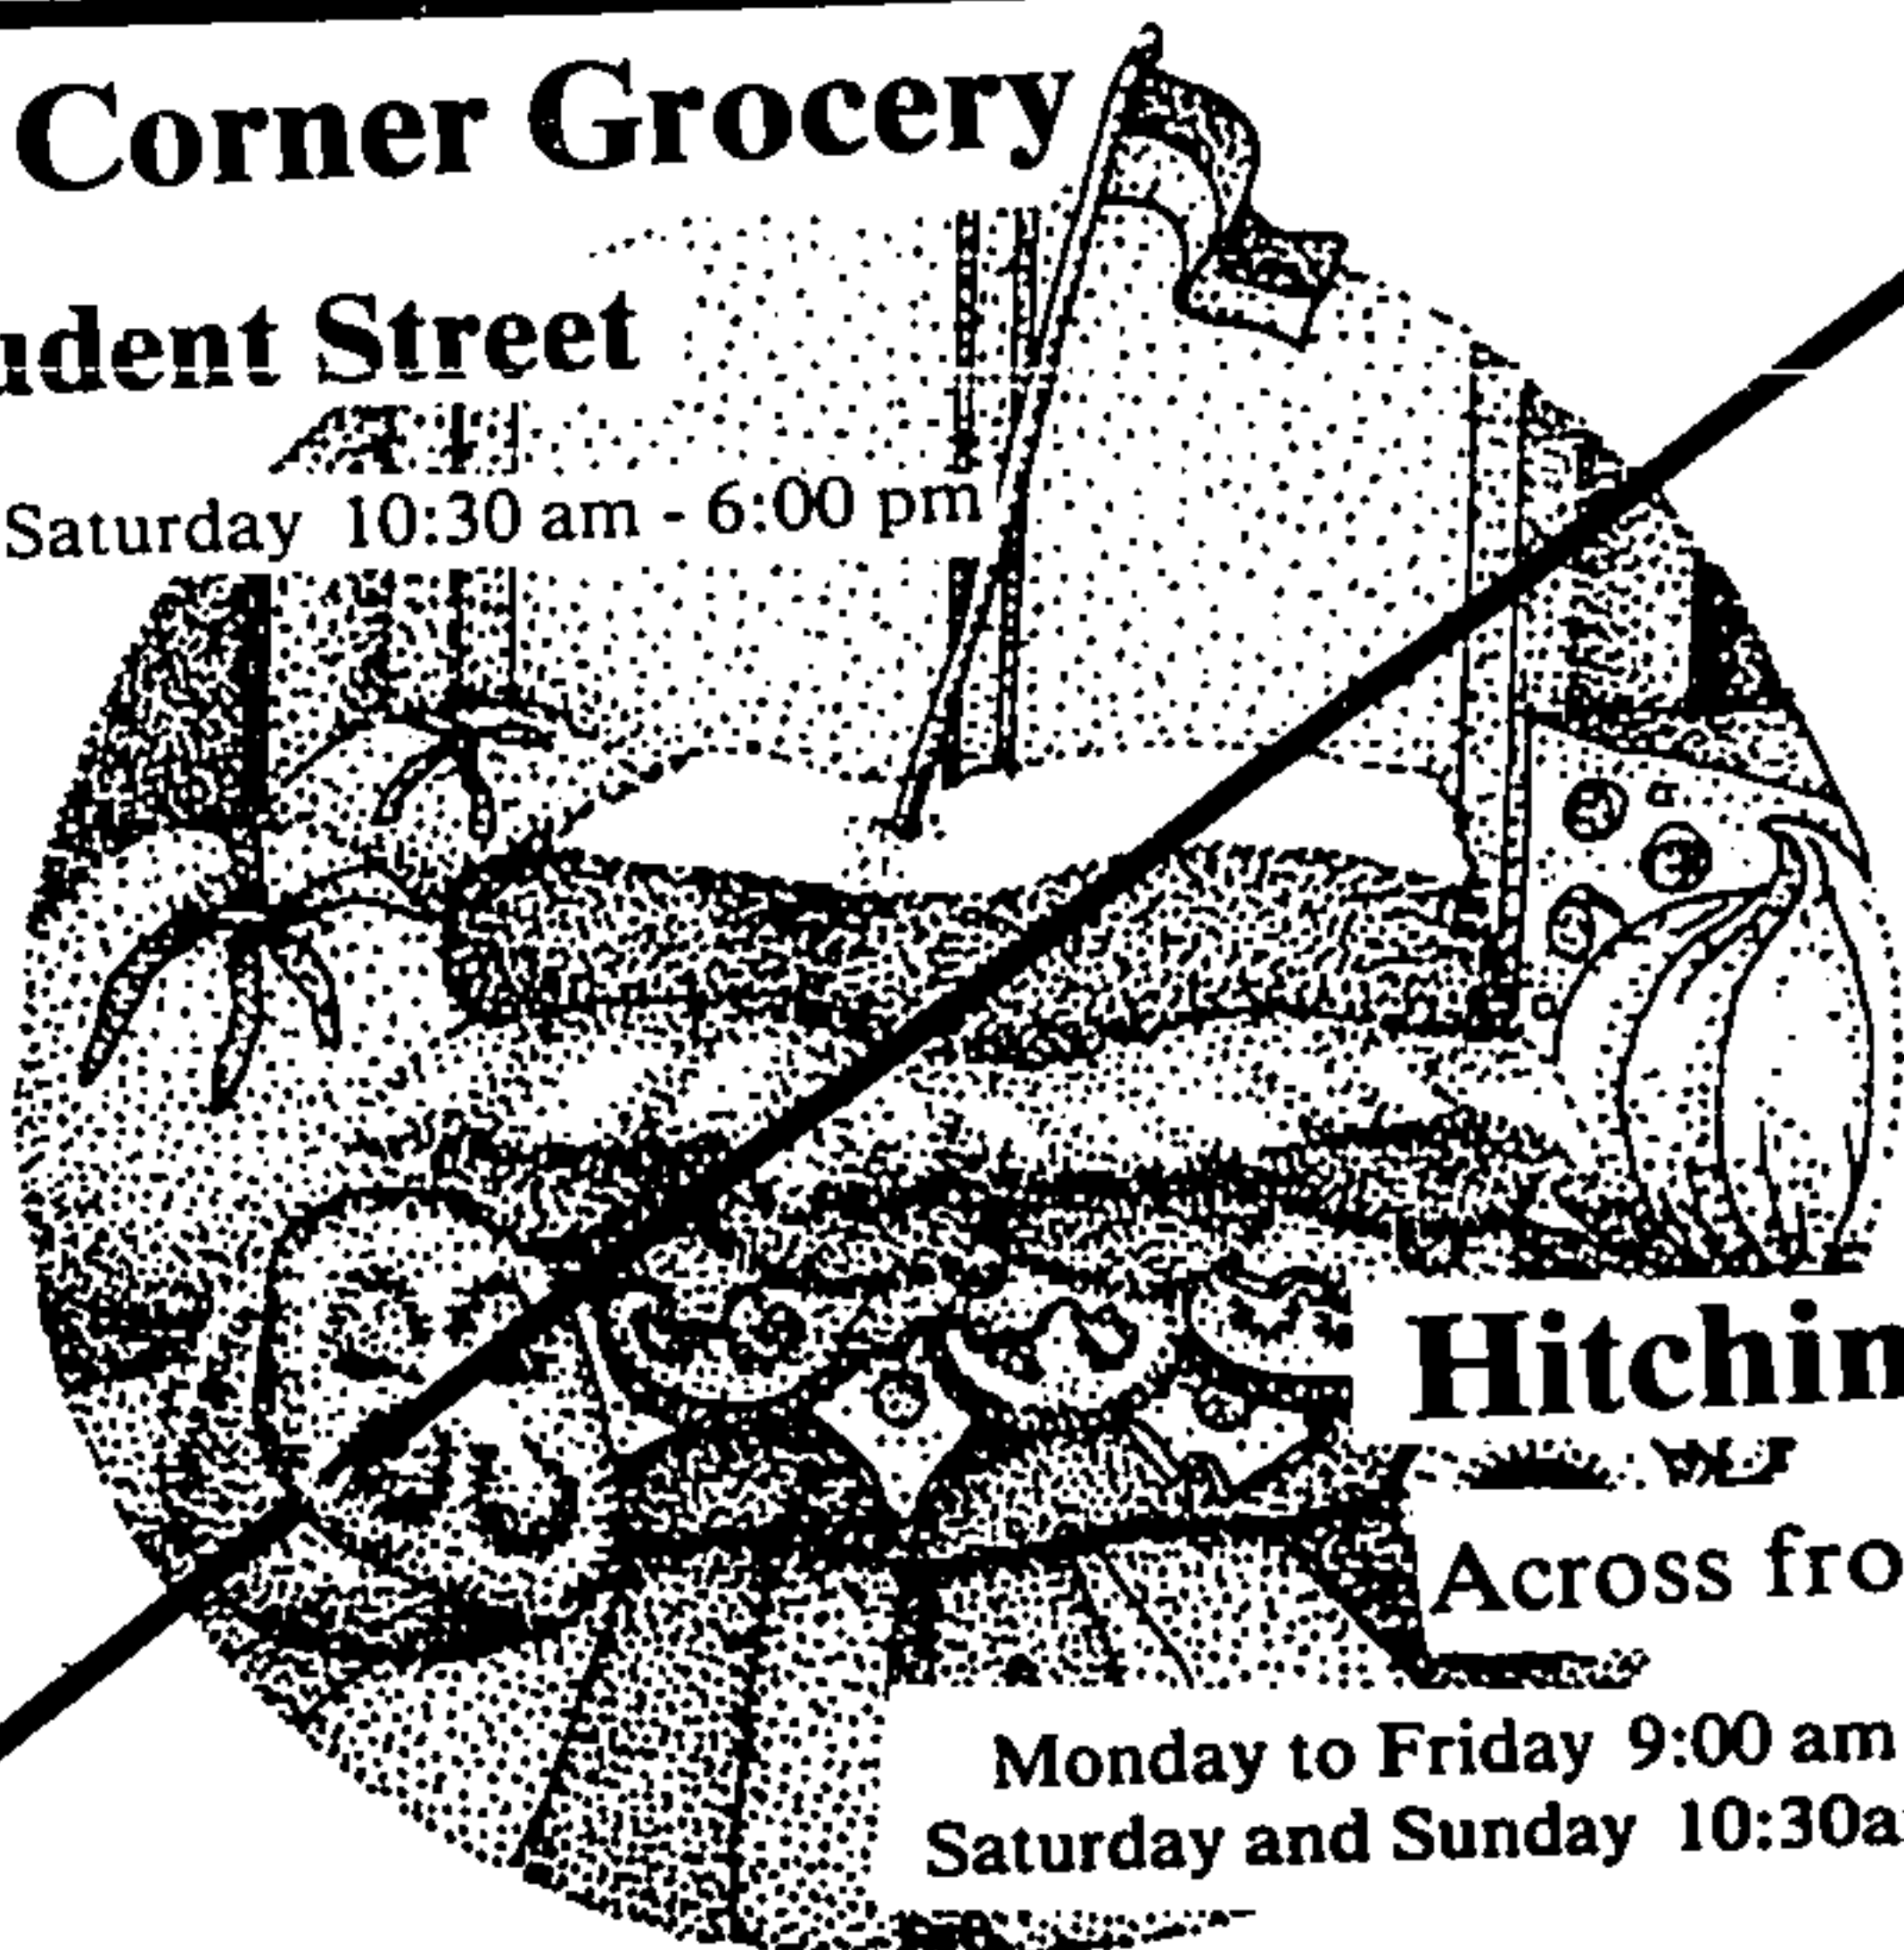 Corner Grocery
udent Street
Saturday 10:30 am - 6:00 pm
Hitchin
Across fro
Monday to Friday 9:00 am
Saturday and Sunday 10:30a